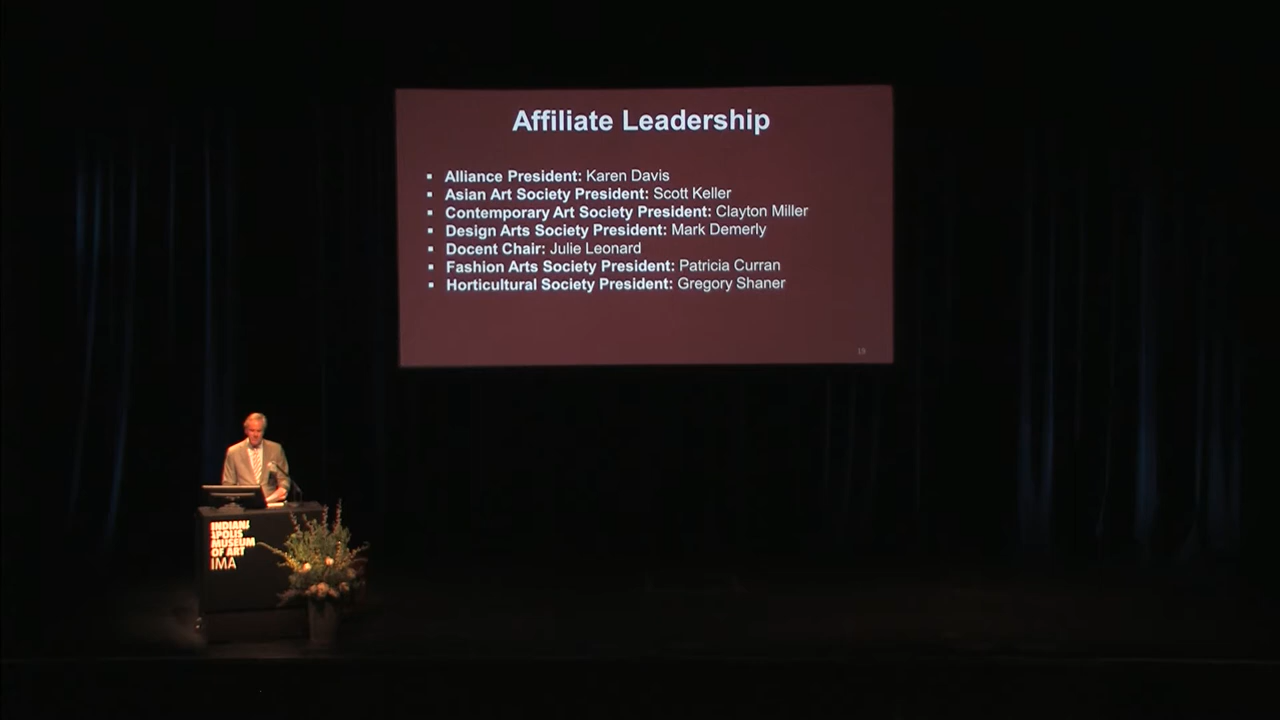 Affiliate Leadership
▪ Alliance President: Karen Davis
▪ Asian Art Society President: Scott Keller
▪ Contemporary Art Society President: Clayton Miller
▪ Design Arts Society President: Mark Demerly
▪ Docent Chair: Julie Leonard
▪ Fashion Arts Society President: Patricia Curran
▪ Horticultural Society President: Gregory Shaner
19
INDIANA
POLIS
MUSEUM
OF ART
IMA